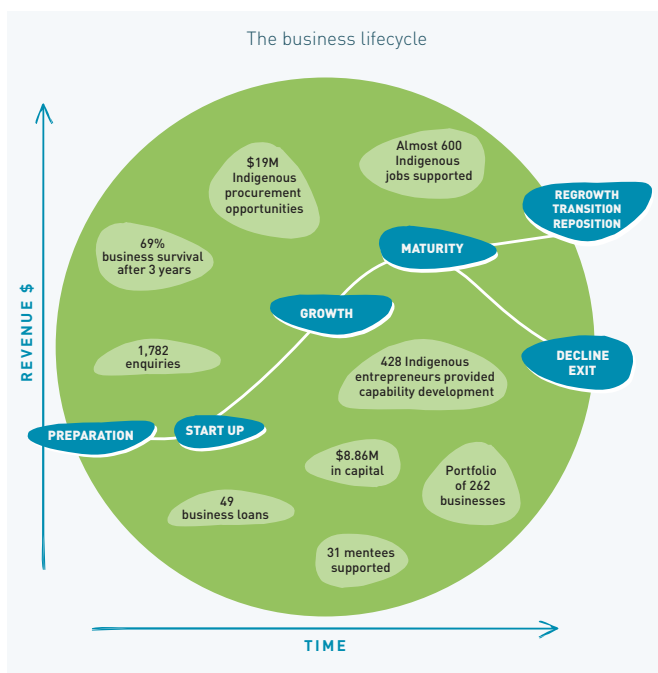 The business lifecycle
Almost 600
Indigenous
jobs supported
$19M
Indigenous
procurement
opportunities
REGROWTH
TRANSITION
REPOSITION
69%
business survival
after 3 years
MATURITY
GROWTH
REVENUE $
1,782
enquiries
428 Indigenous
entrepreneurs provided
capability development
DECLINE
EXIT
PREPARATION
START UP
$8.86M
in capital
Portfolio
of 262
businesses
49
business loans
31 mentees
supported
TIME